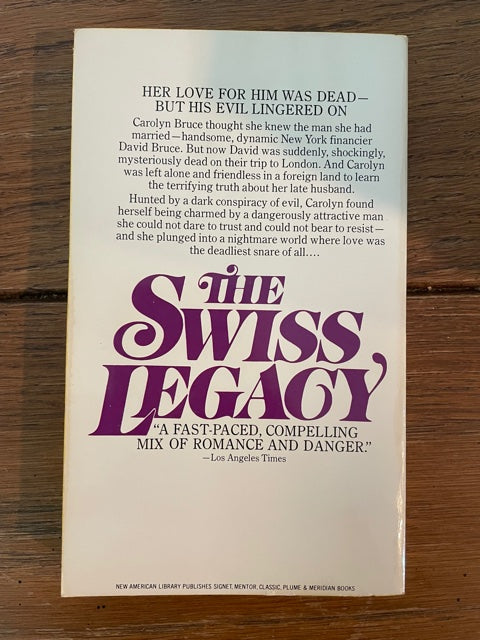 HER LOVE FOR HIM WAS DEAD—
BUT HIS EVIL LINGERED ON
Carolyn Bruce thought she knew the man she had
married—handsome, dynamic New York financier
David Bruce. But now David was suddenly, shockingly,
mysteriously dead on their trip to London. And Carolyn
was left alone and friendless in a foreign land to learn
the terrifying truth about her late husband.
Hunted by a dark conspiracy of evil, Carolyn found
herself being charmed by a dangerously attractive man
she could not dare to trust and could not bear to resist—
and she plunged into a nightmare world where love was
the deadliest snare of all....
THE
SWISS
LEGACY
"A FAST-PACED, COMPELLING
MIX OF ROMANCE AND DANGER."
—Los Angeles Times
NEW AMERICAN LIBRARY PUBLISHES SIGNET, MENTOR, CLASSIC, PLUME & MERIDIAN BOOKS